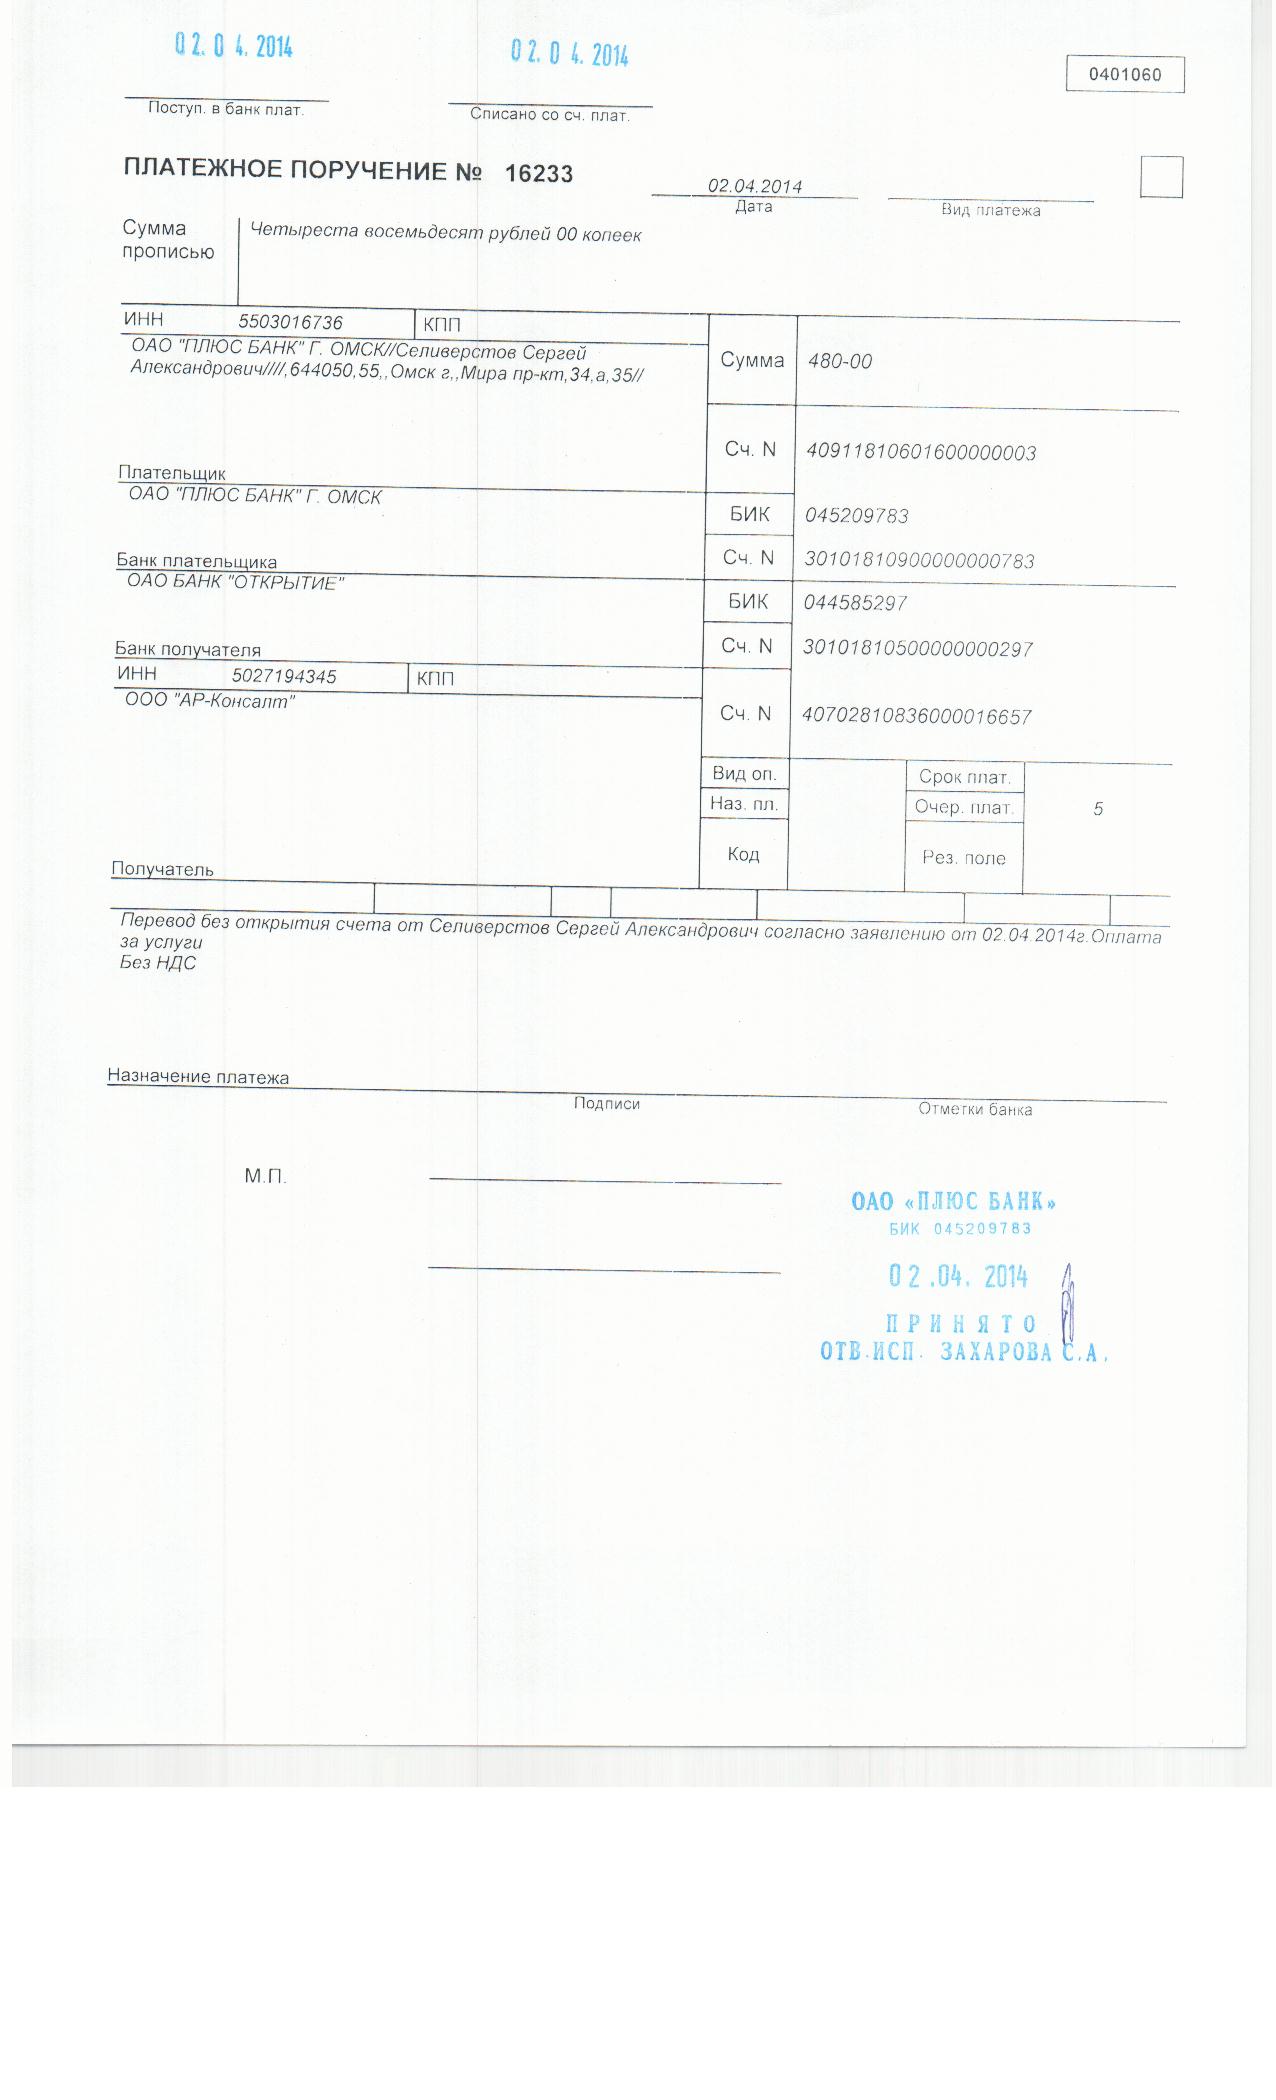 02.04.2014 02.04.2014
0401060
Поступ. в банк плат. Списано со сч. плат.
ПЛАТЕЖНОЕ ПОРУЧЕНИЕ № 16233 02.04.2014
Дата Вид платежа
Сумма прописью Четыреста восемьдесят рублей 00 копеек
ИНН 5503016736 КПП
ОАО "ПЛЮС БАНК" Г. ОМСК//Селиверстов Сергей
Александрович////,644050,55,,Омск г,,Мира пр-кт,34,а,35//
Сумма 480-00
Сч. N 40911810601600000003
Плательщик
ОАО "ПЛЮС БАНК" Г. ОМСК
БИК 045209783
Банк плательщика Сч. N 30101810900000000783
ОАО БАНК "ОТКРЫТИЕ"
БИК 044585297
Банк получателя Сч. N 30101810500000000297
ИНН 5027194345 КПП
ООО "АР-Консалт" Сч. N 40702810836000016657
Вид оп. Срок плат.
Наз. пл. Очер. плат. 5
Код Рез. поле
Получатель
Перевод без открытия счета от Селиверстов Сергей Александрович согласно заявлению от 02.04.2014г.Оплата
за услуги
Без НДС
Назначение платежа
Подписи Отметки банка
М.П.
ОАО «ПЛЮС БАНК»
БИК 045209783
02.04.2014
ПРИНЯТО
ОТВ.ИСП. ЗАХАРОВА С.А.